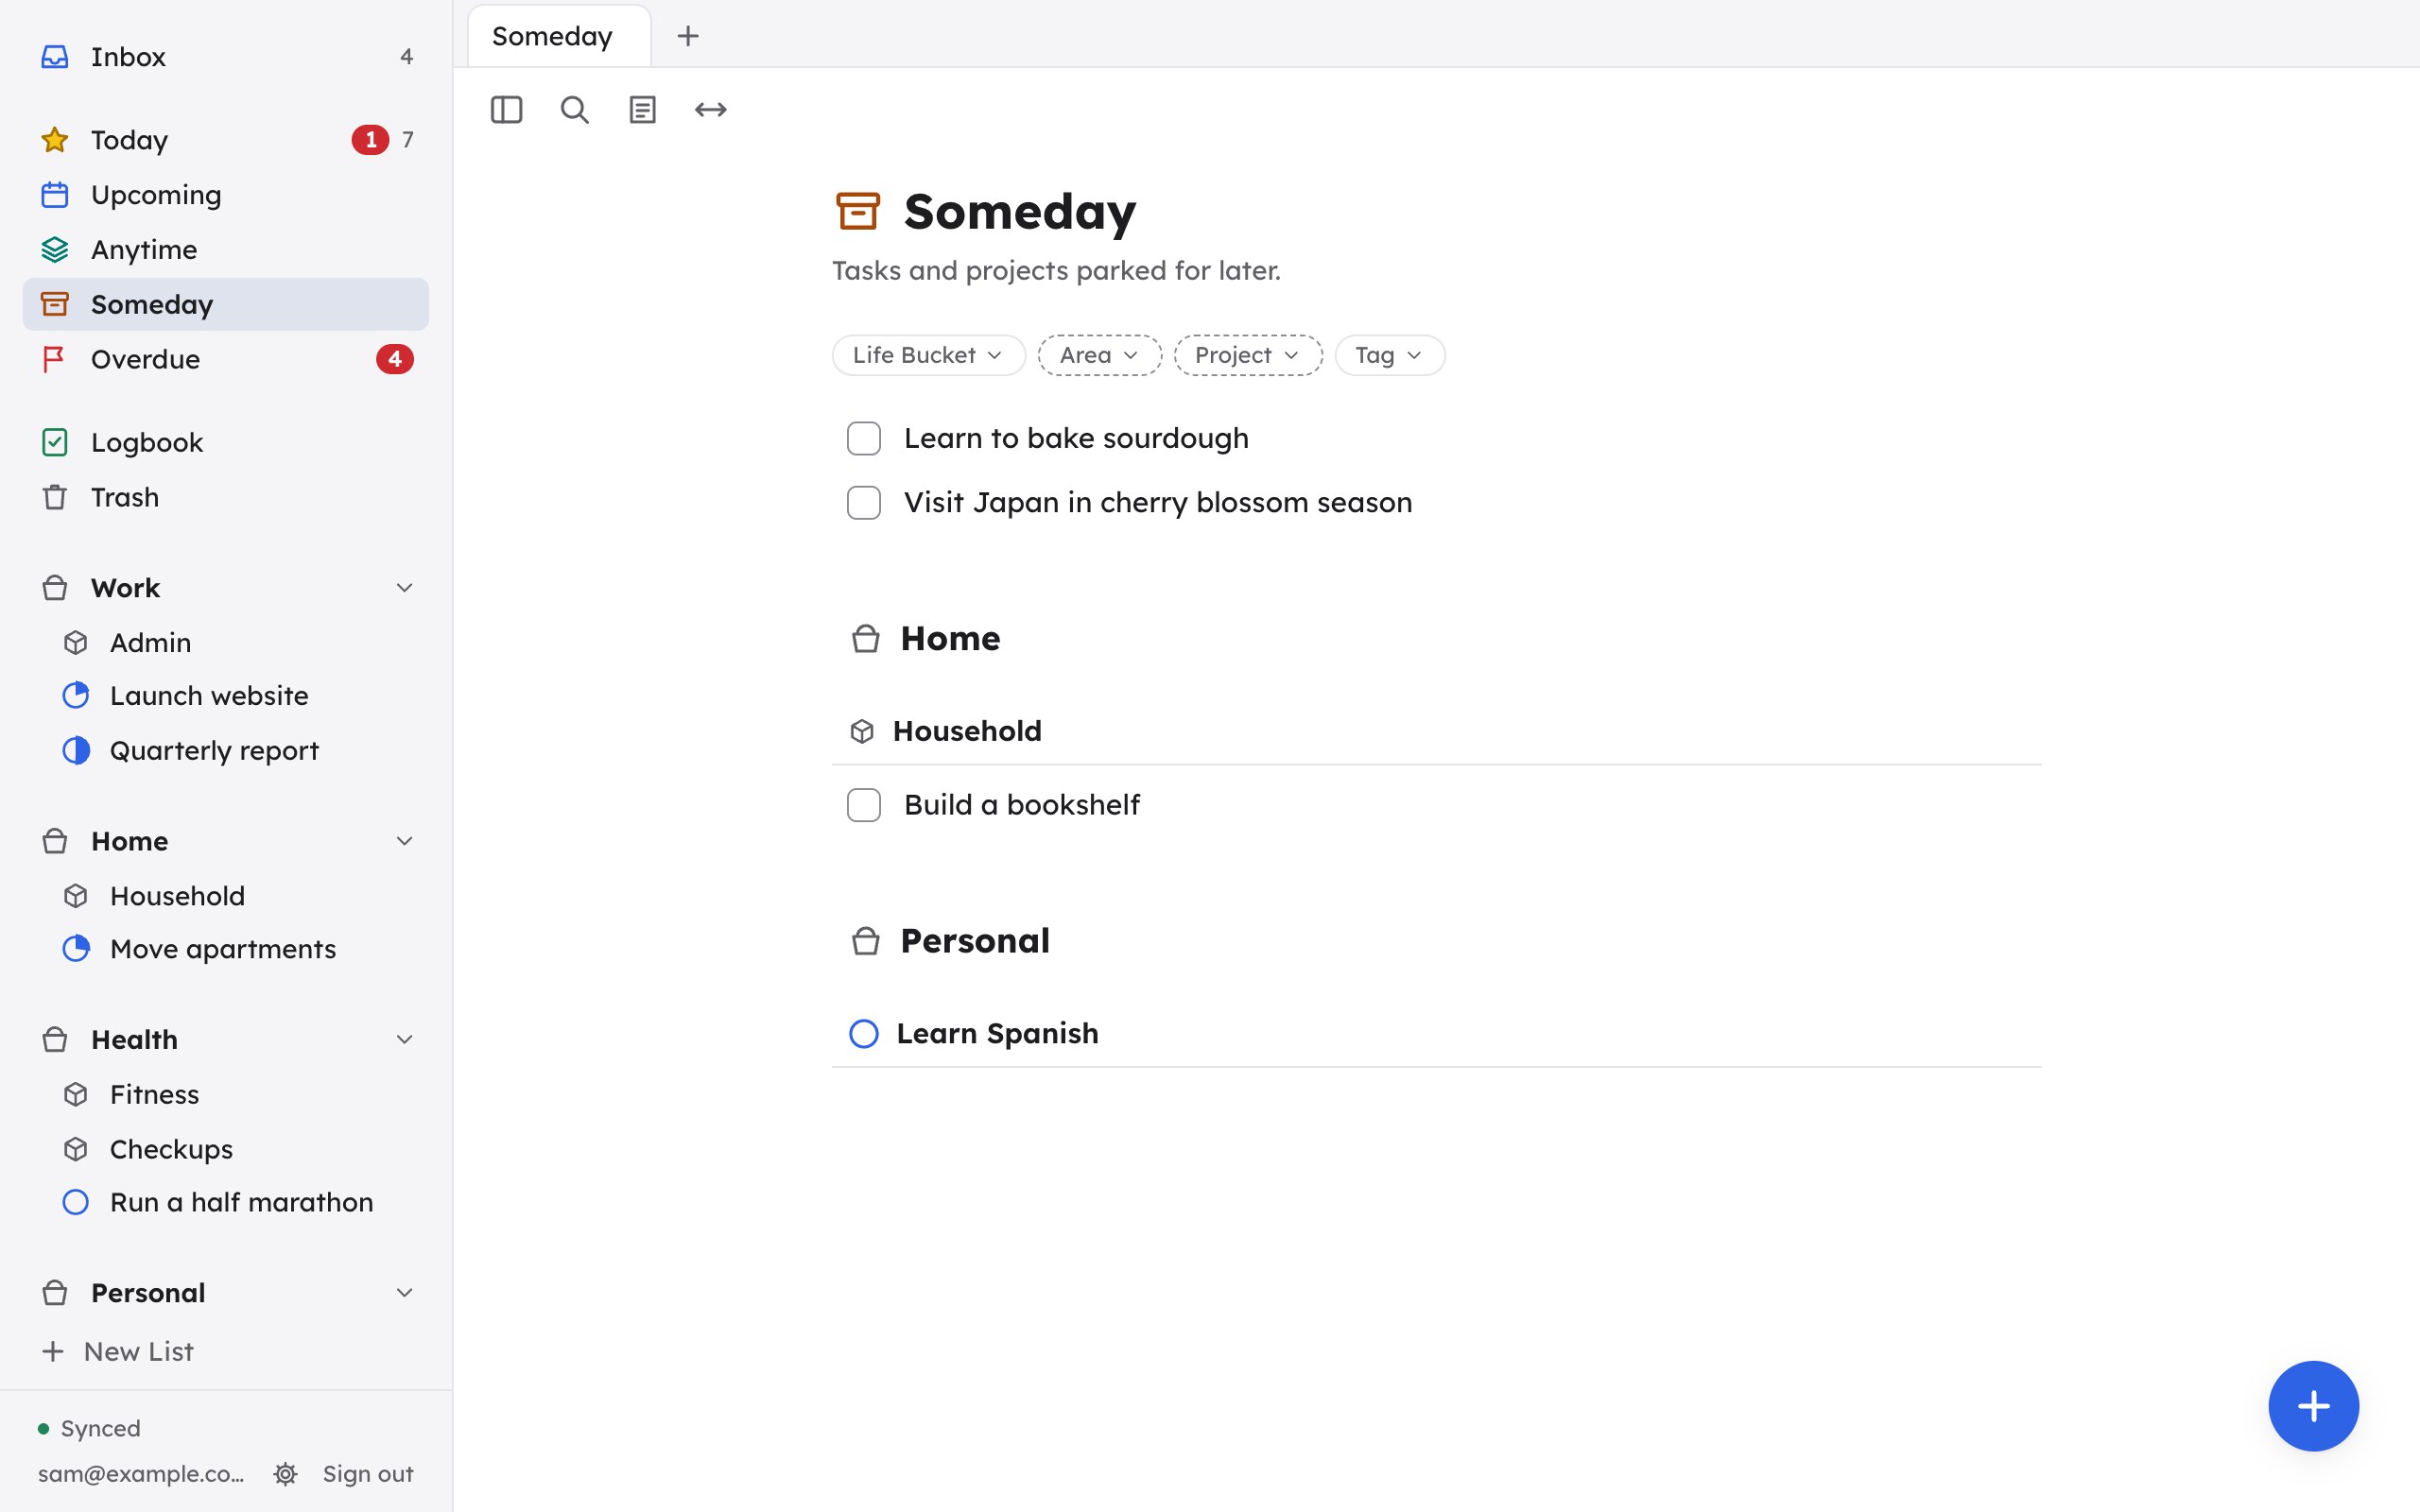 Inbox 4
Today 1 7
Upcoming
Anytime
Someday
Overdue 4
Logbook
Trash
Work
Admin
Launch website
Quarterly report
Home
Household
Move apartments
Health
Fitness
Checkups
Run a half marathon
Personal
New List
Synced
sam@example.co... Sign out
Someday
Someday
Tasks and projects parked for later.
Life Bucket Area Project Tag
Learn to bake sourdough
Visit Japan in cherry blossom season
Home
Household
Build a bookshelf
Personal
Learn Spanish